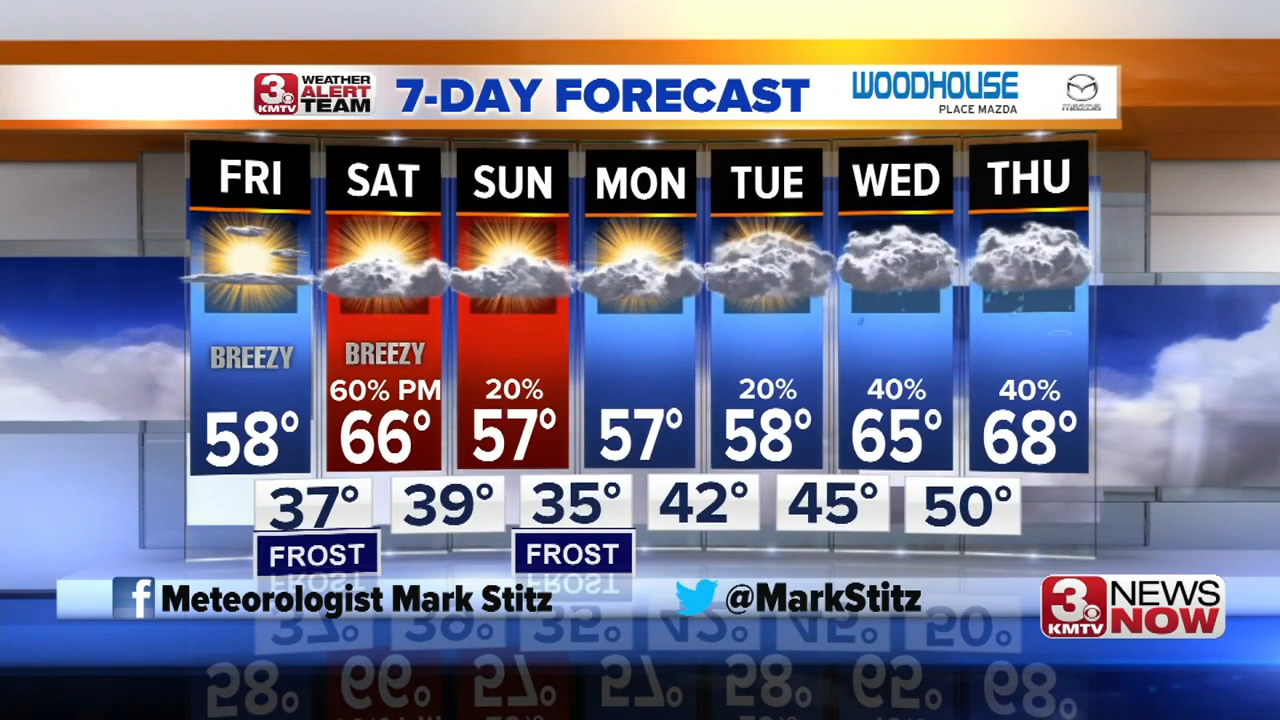 3 KMTV
WEATHER
ALERT
TEAM
7-DAY FORECAST
WOODHOUSE
PLACE MAZDA
mazda
FRI SAT SUN MON TUE WED THU
BREEZY BREEZY
60% PM 20% 20% 40% 40%
58° 66° 57° 57° 58° 65° 68°
37° 39° 35° 42° 45° 50°
FROST FROST
f Meteorologist Mark Stitz
@MarkStitz
3 KMTV
NEWS
NOW